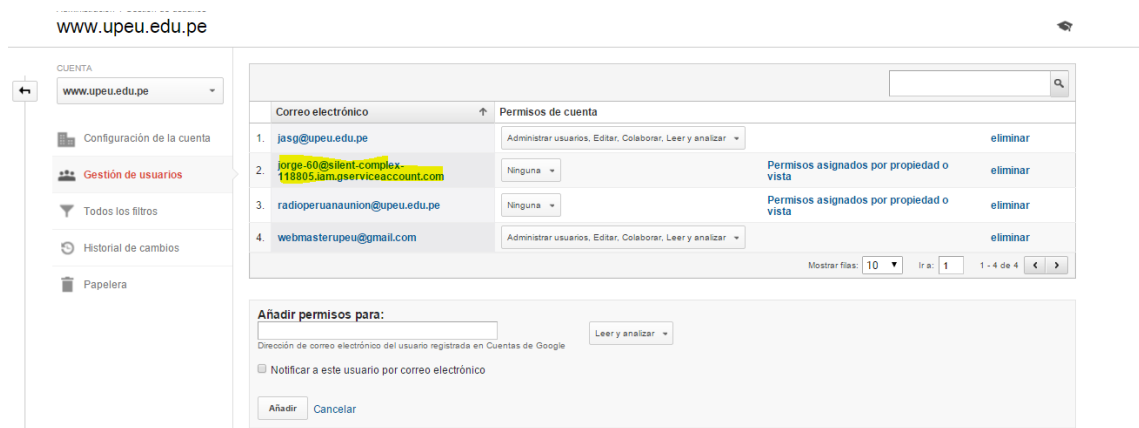 www.upeu.edu.pe
CUENTA
www.upeu.edu.pe
Configuración de la cuenta
Gestión de usuarios
Todos los filtros
Historial de cambios
Papelera
Correo electrónico
Permisos de cuenta
1. jasg@upeu.edu.pe Administrar usuarios, Editar, Colaborar, Leer y analizar eliminar
2. jorge-60@silent-complex-
118805.iam.gserviceaccount.com Ninguna Permisos asignados por propiedad o
vista eliminar
3. radioperuanaunion@upeu.edu.pe Ninguna Permisos asignados por propiedad o
vista eliminar
4. webmasterupeu@gmail.com Administrar usuarios, Editar, Colaborar, Leer y analizar eliminar
Mostrar filas: 10 Ir a: 1 1 - 4 de 4
Añadir permisos para:
Leer y analizar
Dirección de correo electrónico del usuario registrada en Cuentas de Google
Notificar a este usuario por correo electrónico
Añadir Cancelar